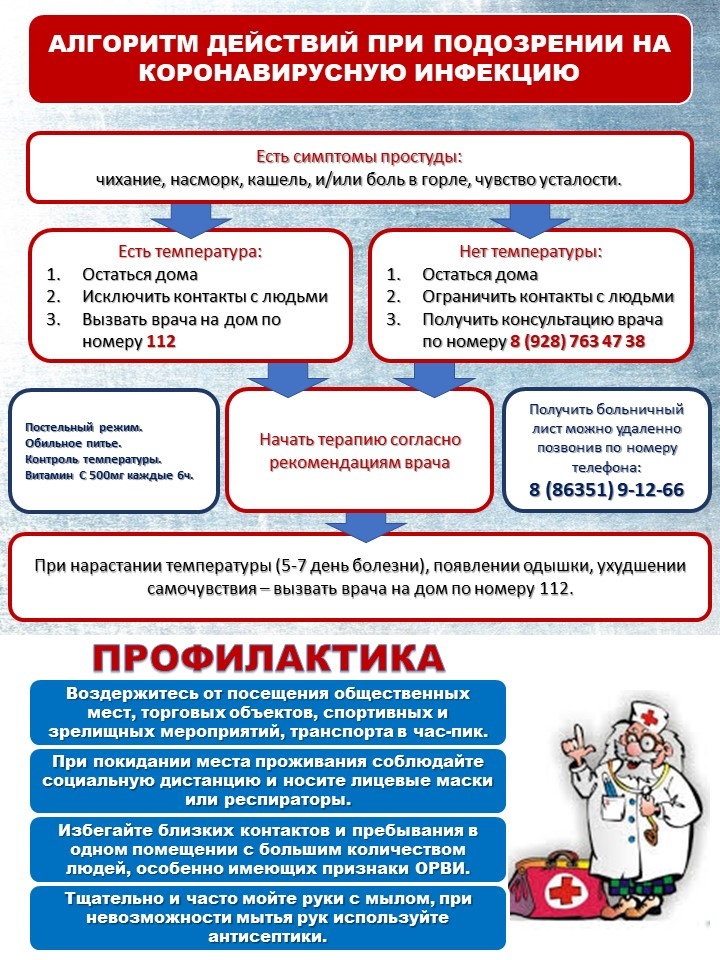 АЛГОРИТМ ДЕЙСТВИЙ ПРИ ПОДОЗРЕНИИ НА
КОРОНАВИРУСНУЮ ИНФЕКЦИЮ
Есть симптомы простуды:
чихание, насморк, кашель, и/или боль в горле, чувство усталости.
Есть температура:
1. Остаться дома
2. Исключить контакты с людьми
3. Вызвать врача на дом по
номеру 112
Нет температуры:
1. Остаться дома
2. Ограничить контакты с людьми
3. Получить консультацию врача
по номеру 8 (928) 763 47 38
Постельный режим.
Обильное питье.
Контроль температуры.
Витамин С 500мг каждые 6ч.
Начать терапию согласно
рекомендациям врача
Получить больничный
лист можно удаленно
позвонив по номеру
телефона:
8 (86351) 9-12-66
При нарастании температуры (5-7 день болезни), появлении одышки, ухудшении
самочувствия – вызвать врача на дом по номеру 112.
ПРОФИЛАКТИКА
Воздержитесь от посещения общественных
мест, торговых объектов, спортивных и
зрелищных мероприятий, транспорта в час-пик.
При покидании места проживания соблюдайте
социальную дистанцию и носите лицевые маски
или респираторы.
Избегайте близких контактов и пребывания в
одном помещении с большим количеством
людей, особенно имеющих признаки ОРВИ.
Тщательно и часто мойте руки с мылом, при
невозможности мытья рук используйте
антисептики.